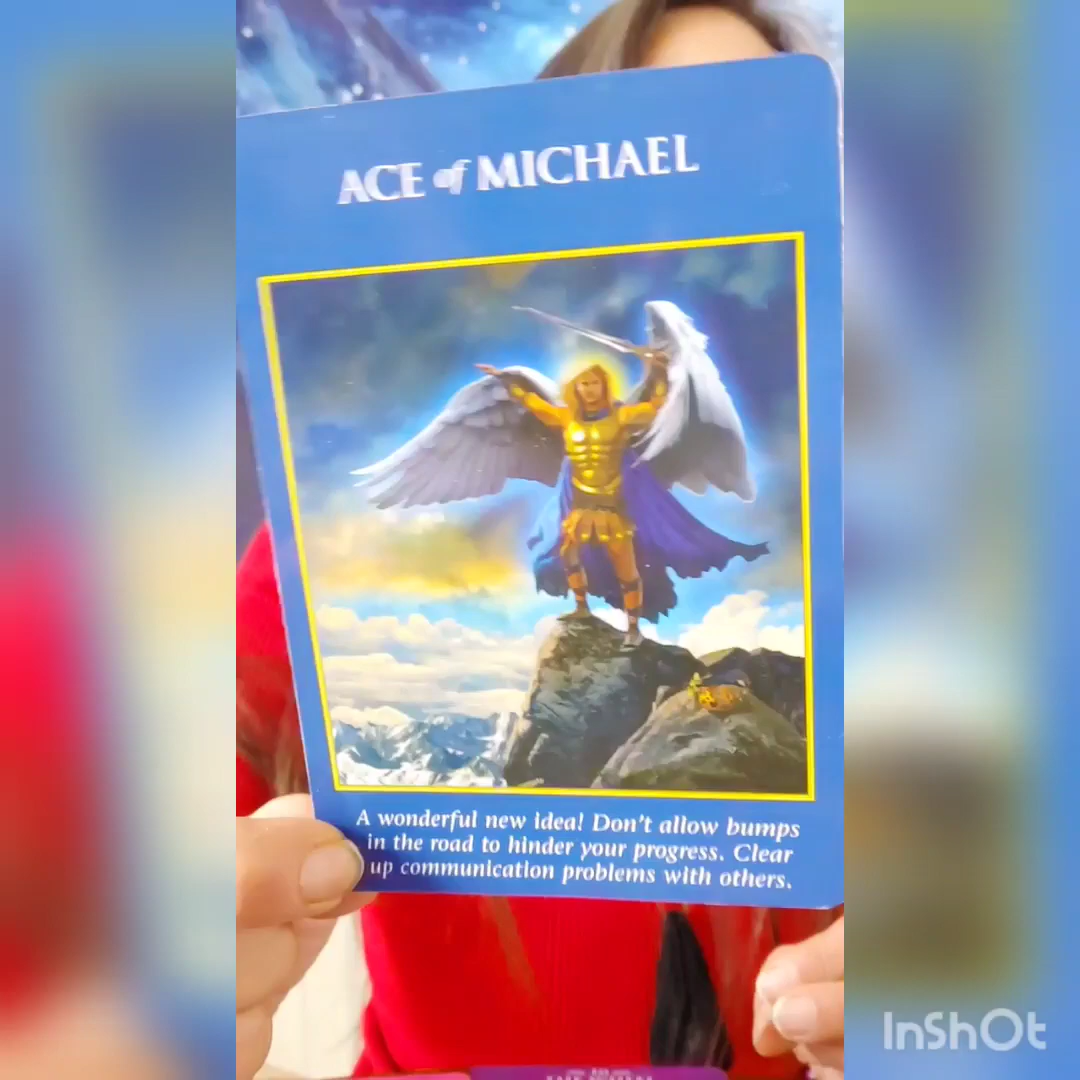 ACE of MICHAEL
A wonderful new idea! Don't allow bumps
in the road to hinder your progress. Clear
up communication problems with others.
InShOt